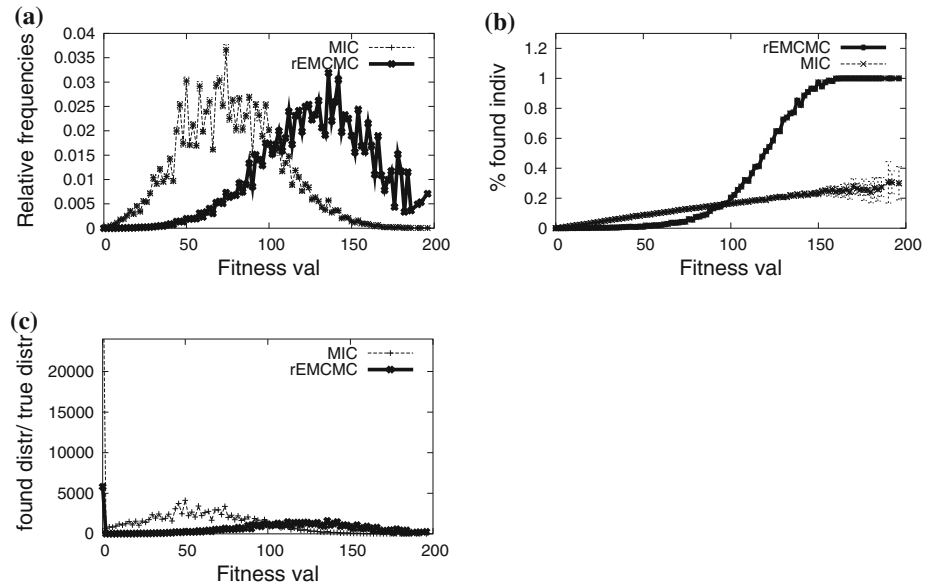 (a)
Relative frequencies
0.04
0.035
0.03
0.025
0.02
0.015
0.01
0.005
0
0 50 100 150 200
MIC
rEMCMC
Fitness val
(b)
% found indiv
1.2
1
0.8
0.6
0.4
0.2
0
0 50 100 150 200
rEMCMC
MIC
Fitness val
(c)
found distr/ true distr
20000
15000
10000
5000
0
0 50 100 150 200
MIC
rEMCMC
Fitness val